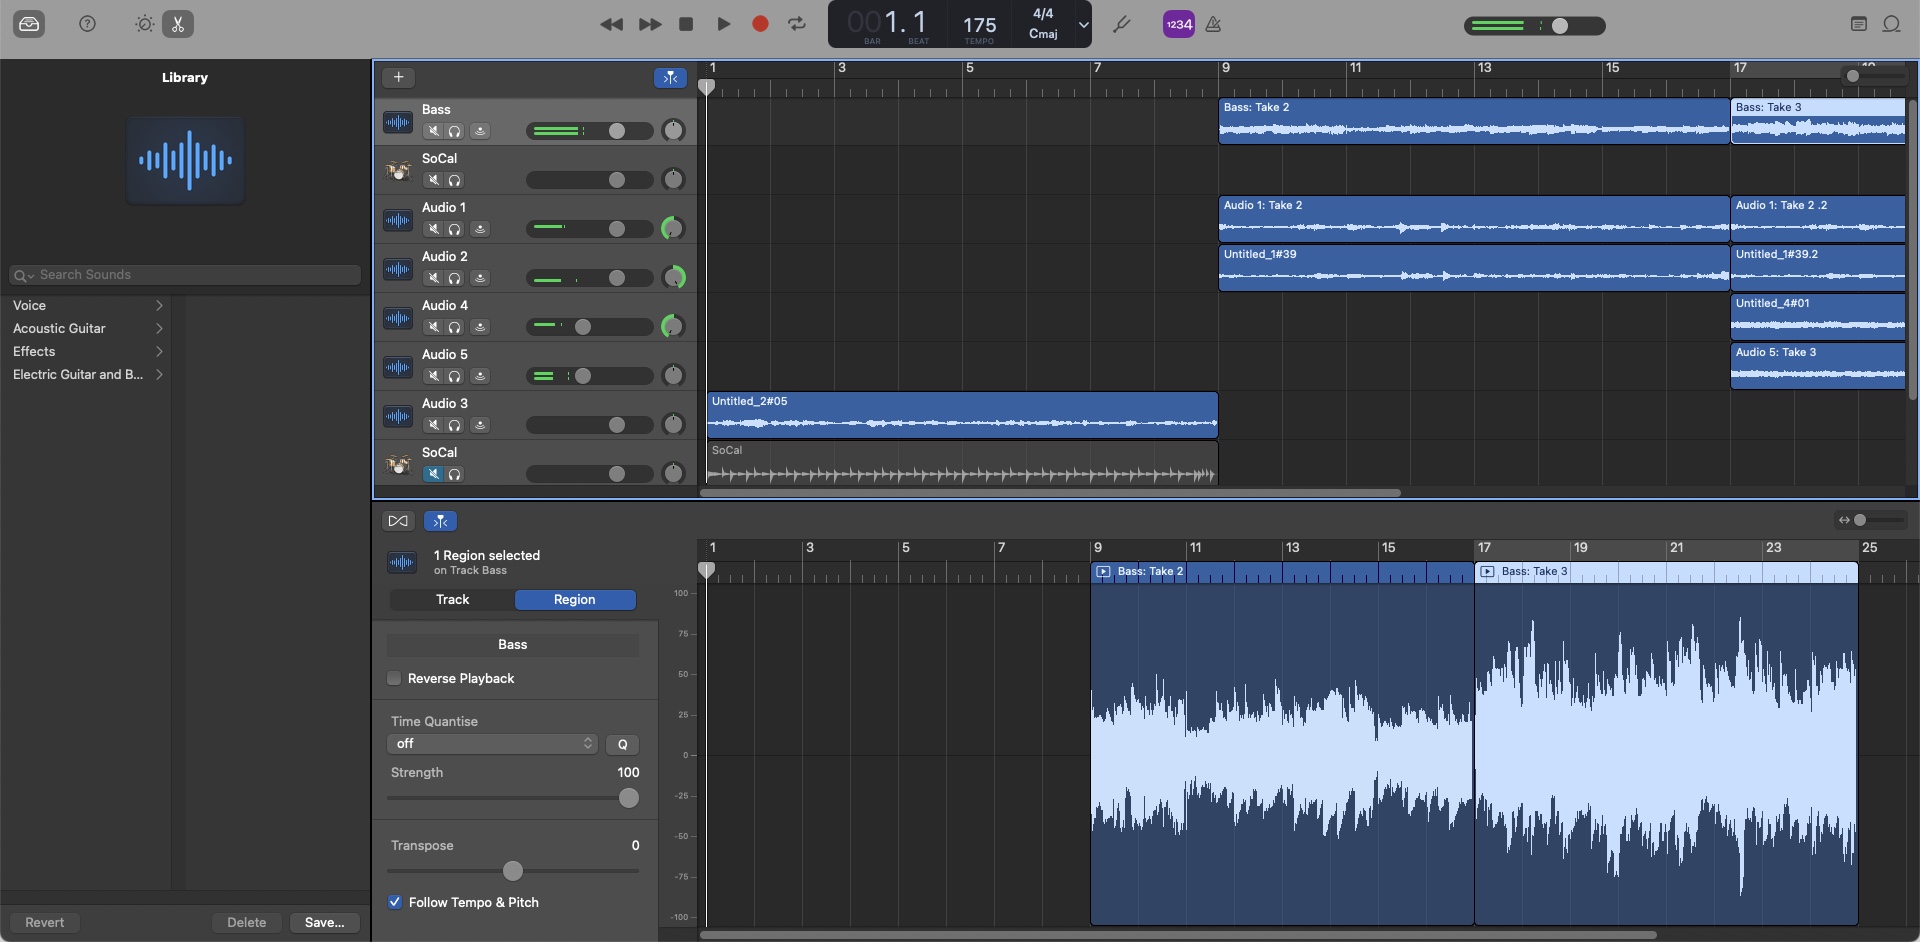 001.1
BAR
BEAT
175
TEMPO
4/4
Cmaj
1234
Library
Search Sounds
Voice
Acoustic Guitar
Effects
Electric Guitar and B...
Revert
Delete
Save...
1
3
5
7
9
11
13
15
17
Bass
SoCal
Audio 1
Audio 2
Audio 4
Audio 5
Audio 3
SoCal
Bass: Take 2
Bass: Take 3
Audio 1: Take 2
Audio 1: Take 2 .2
Untitled_1#39
Untitled_1#39.2
Untitled_4#01
Audio 5: Take 3
Untitled_2#05
SoCal
1 Region selected
on Track Bass
Track
Region
Bass
Reverse Playback
Time Quantise
off
Q
Strength
100
Transpose
0
Follow Tempo & Pitch
1
3
5
7
9
11
13
15
17
19
21
23
25
Bass: Take 2
Bass: Take 3
100
75
50
25
0
-25
-50
-75
-100